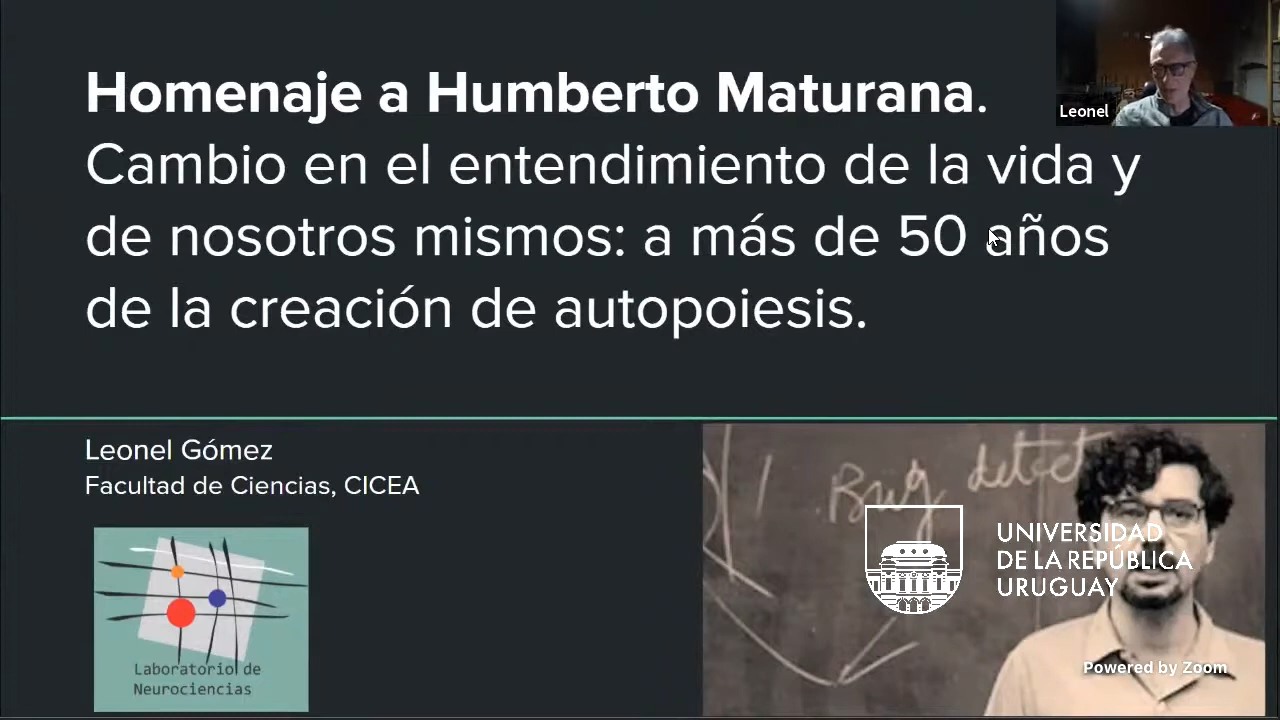 Homenaje a Humberto Maturana.
Cambio en el entendimiento de la vida y
de nosotros mismos: a más de 50 años
de la creación de autopoiesis.
Leonel
Leonel Gómez
Facultad de Ciencias, CICEA
Laboratorio de
Neurociencias
Bug detect
UNIVERSIDAD
DE LA REPÚBLICA
URUGUAY
Powered by Zoom